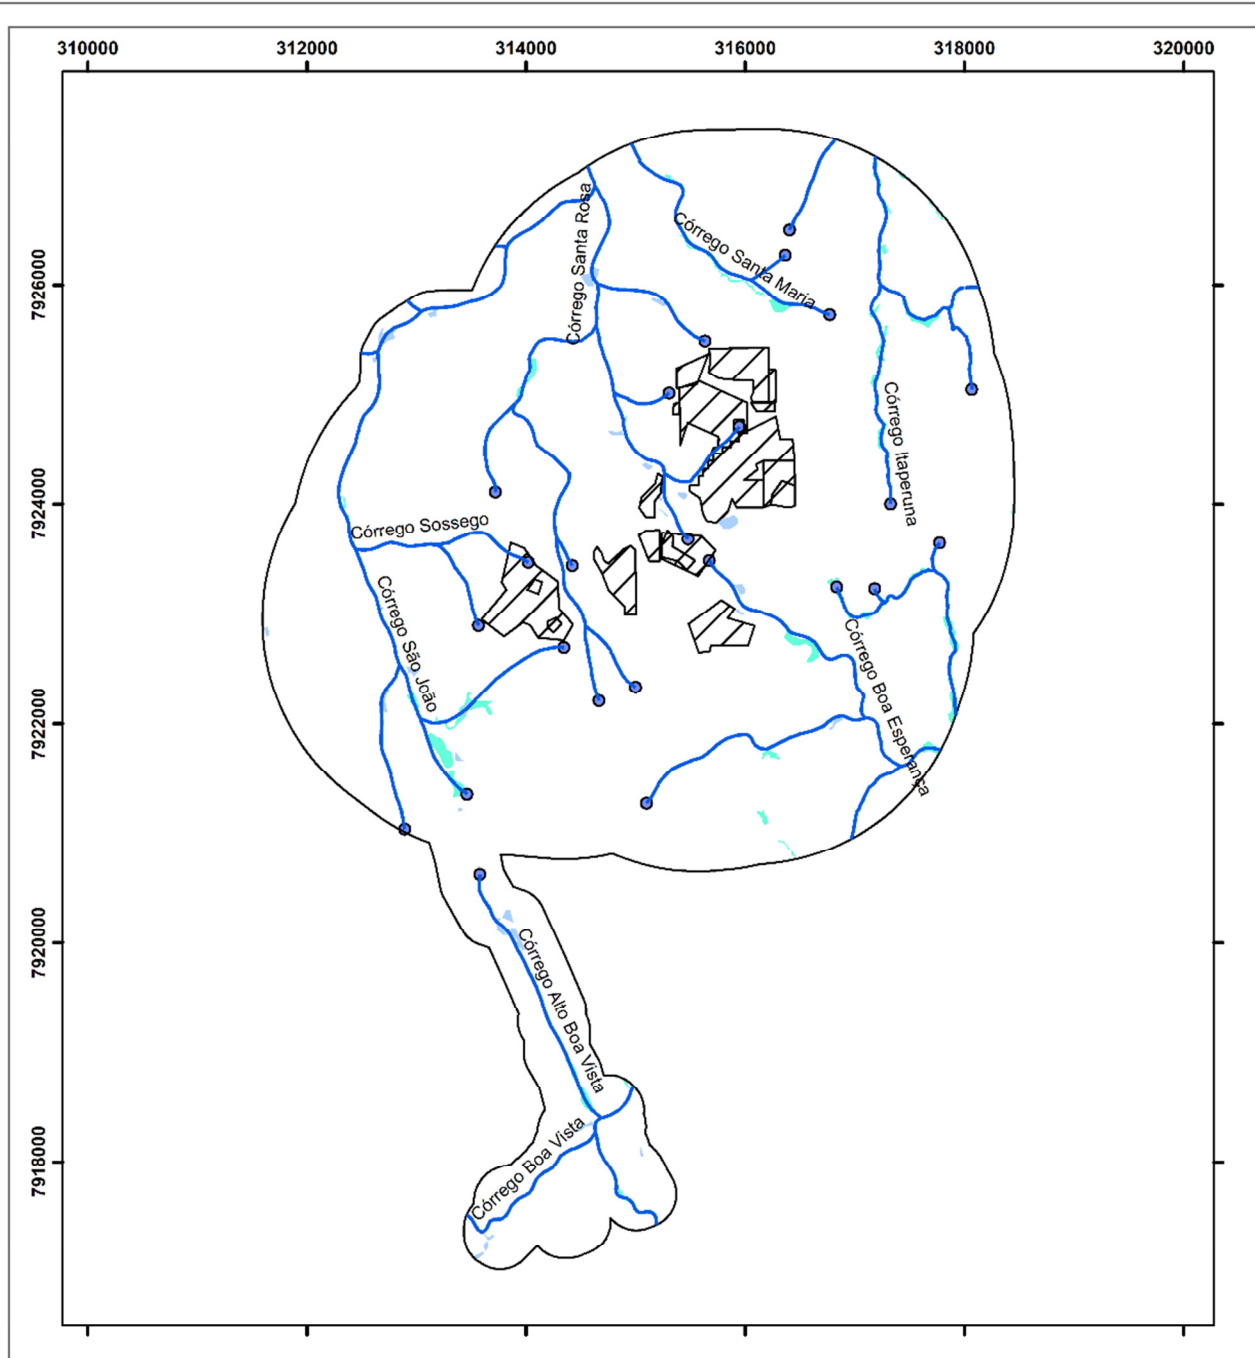 310000
312000
314000
316000
318000
320000
7926000
7924000
7922000
7920000
7918000
Córrego Santa Rosa
Córrego Santa Maria
Córrego Itaperuna
Córrego Sossego
Córrego São João
Córrego Boa Esperança
Córrego Alto Boa Vista
Córrego Boa Vista